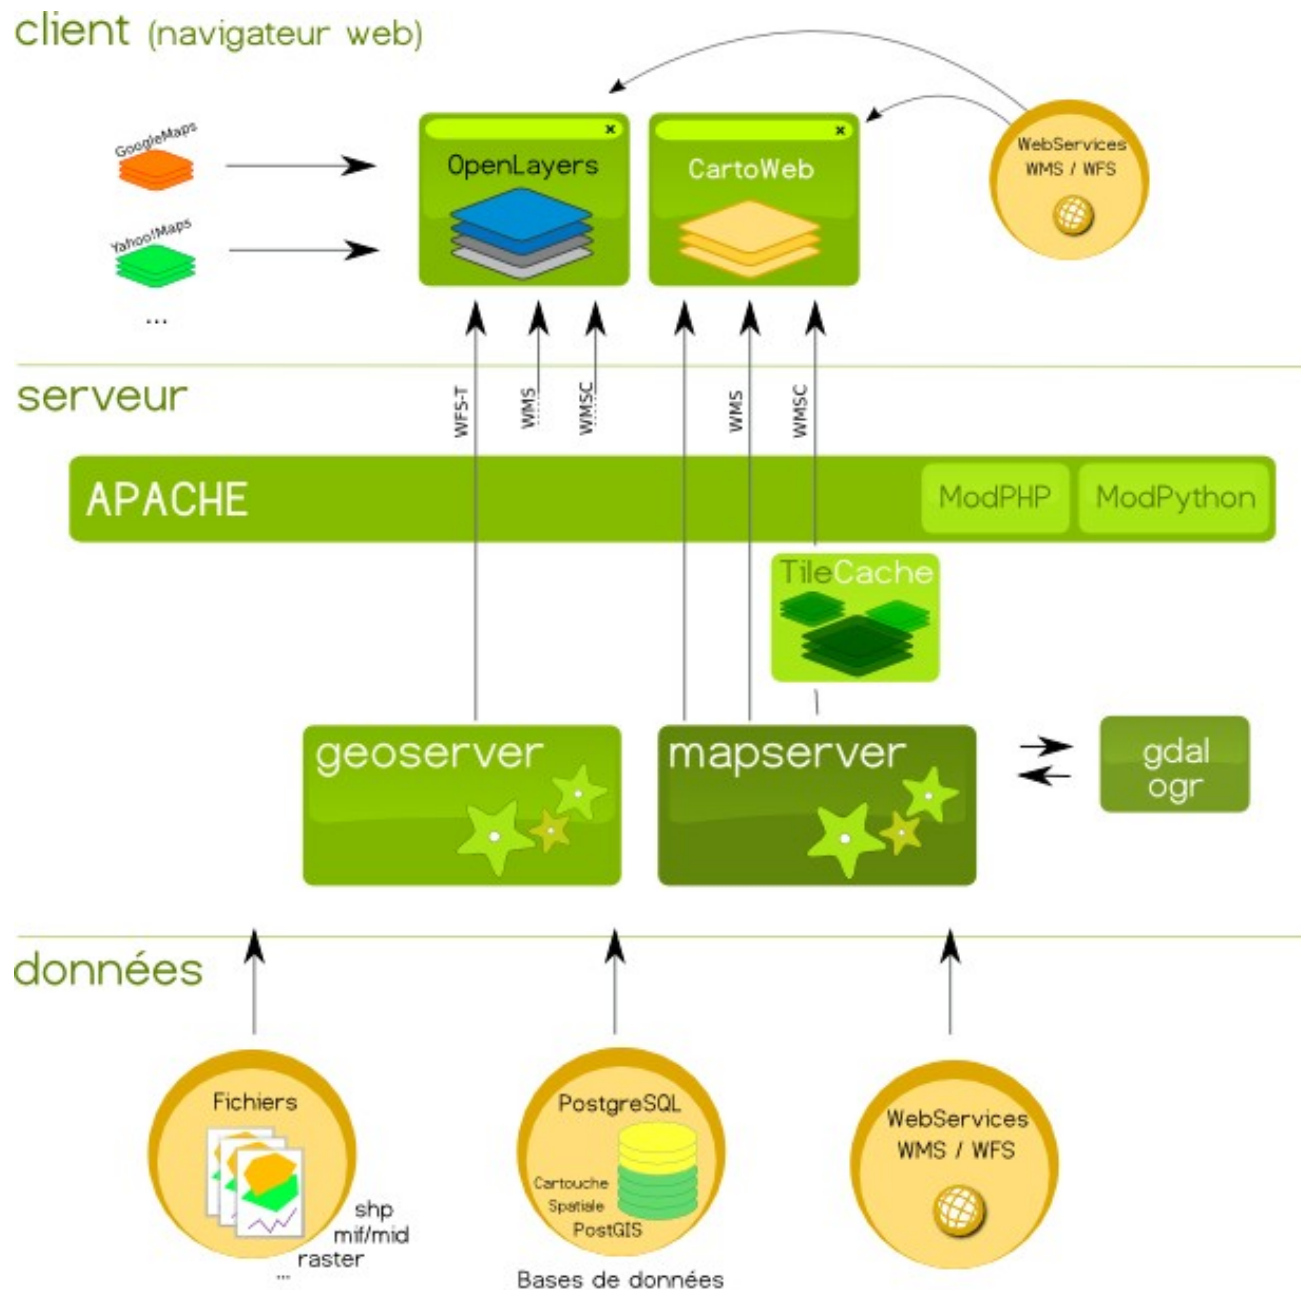 client (navigateur web)
GoogleMaps
Yahoo!Maps
...
OpenLayers
CartoWeb
WebServices
WMS / WFS
serveur
WFS-T
WMS
WMSC
WMS
WMSC
APACHE
ModPHP
ModPython
TileCache
geoserver
mapserver
gdal
ogr
données
Fichiers
shp
mif/mid
raster
...
PostgreSQL
Cartouche
Spatiale
PostGIS
Bases de données
WebServices
WMS / WFS